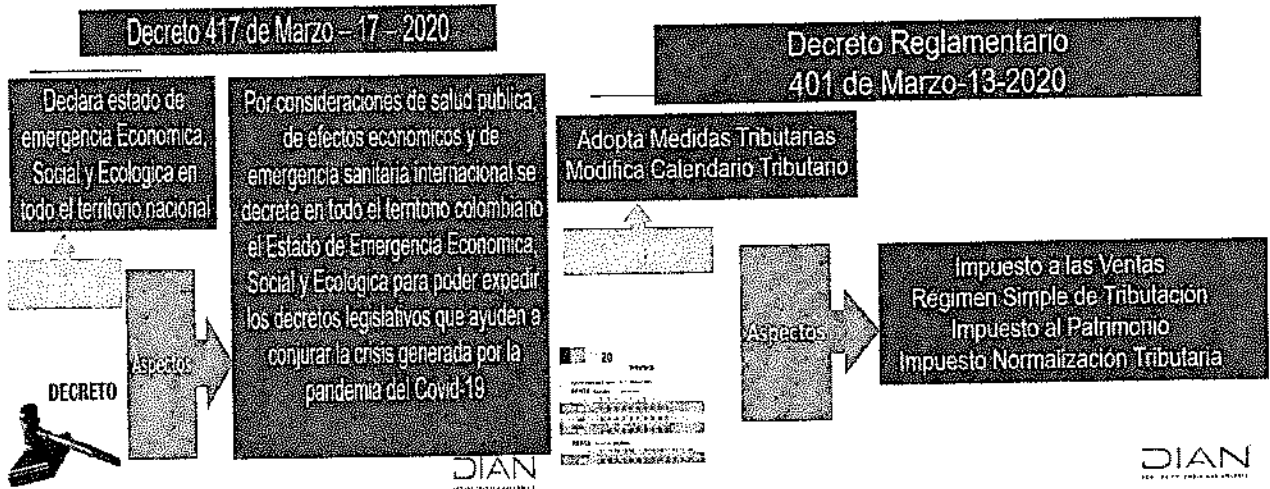 Decreto 417 de Marzo – 17 – 2020
Declara estado de
emergencia Economica,
Social y Ecologica en
todo el territorio nacional
Aspectos
Por consideraciones de salud publica,
de efectos economicos y de
emergencia sanitaria internacional se
decreta en todo el territorio colombiano
el Estado de Emergencia Economica,
Social y Ecologica para poder expedir
los decretos legislativos que ayuden a
conjurar la crisis generada por la
pandemia del Covid-19
DECRETO
DIAN
Decreto Reglamentario
401 de Marzo-13-2020
Adopta Medidas Tributarias
Modifica Calendario Tributario
Aspectos
Impuesto a las Ventas
Régimen Simple de Tributación
Impuesto al Patrimonio
Impuesto Normalización Tributaria
20
DIAN